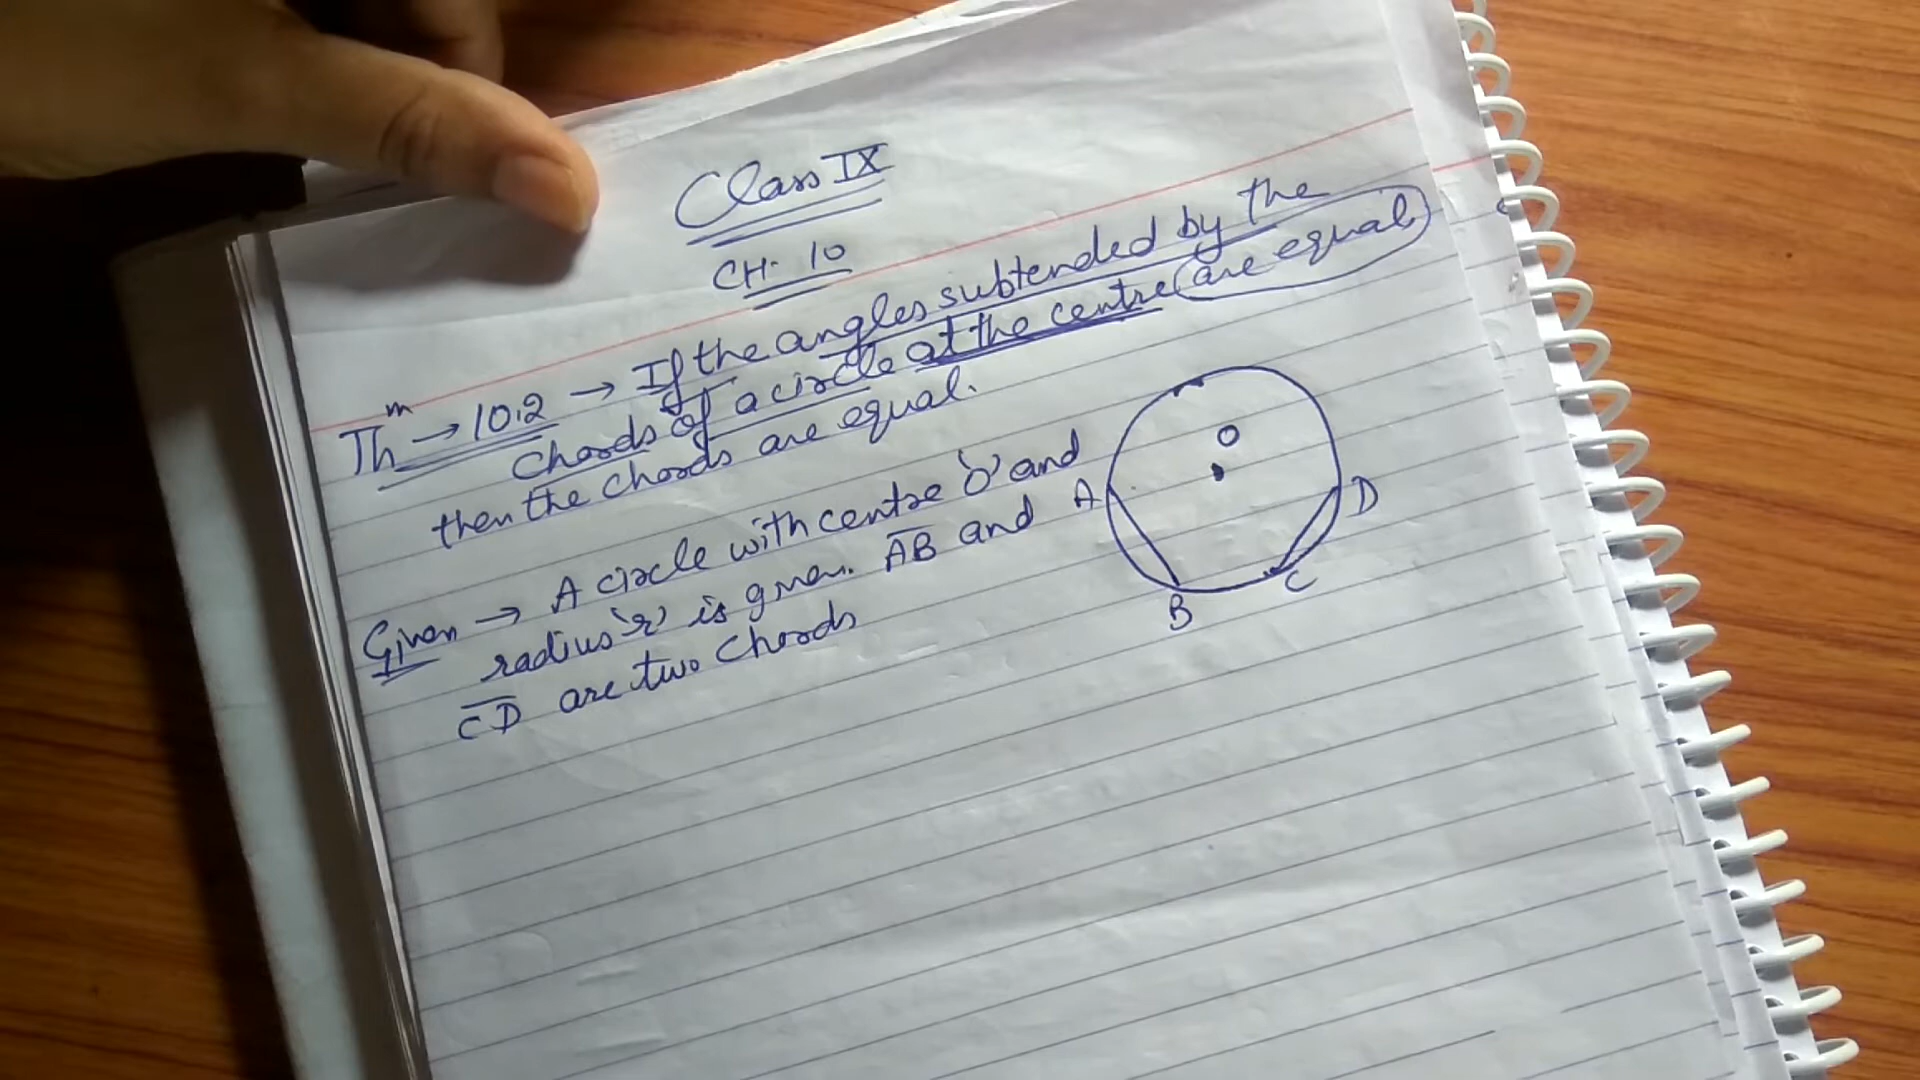 Class IX
CH. 10
Thm → 10.2 → If the angles subtended by the
chords of a circle at the centre are equal
then the chords are equal.
Given → A circle with centre 'O' and
radius 'r' is given. AB and
CD are two chords
O
A
D
B
C